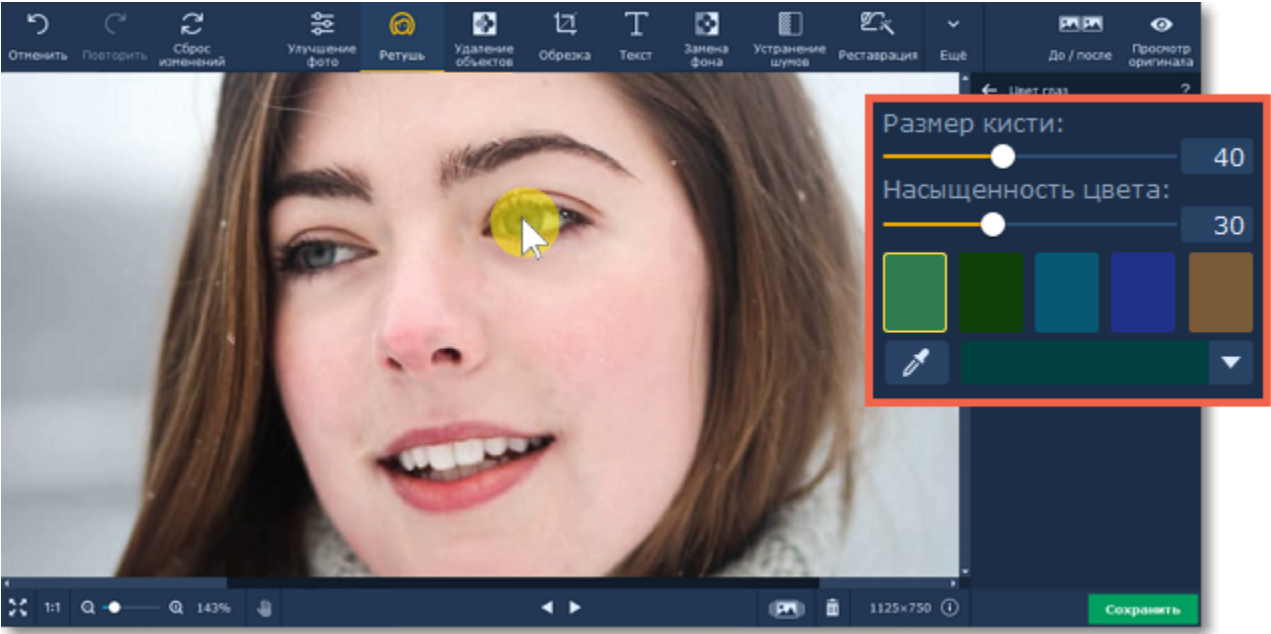 Отменить
Повторить
Сброс
изменений
Улучшение
фото
Ретушь
Удаление
объектов
Обрезка
Текст
Замена
фона
Устранение
шумов
Реставрация
Ещё
До / после
Просмотр
оригинала
Цвет глаз
?
Размер кисти:
40
Насыщенность цвета:
30
1:1
143%
1125×750
Сохранить